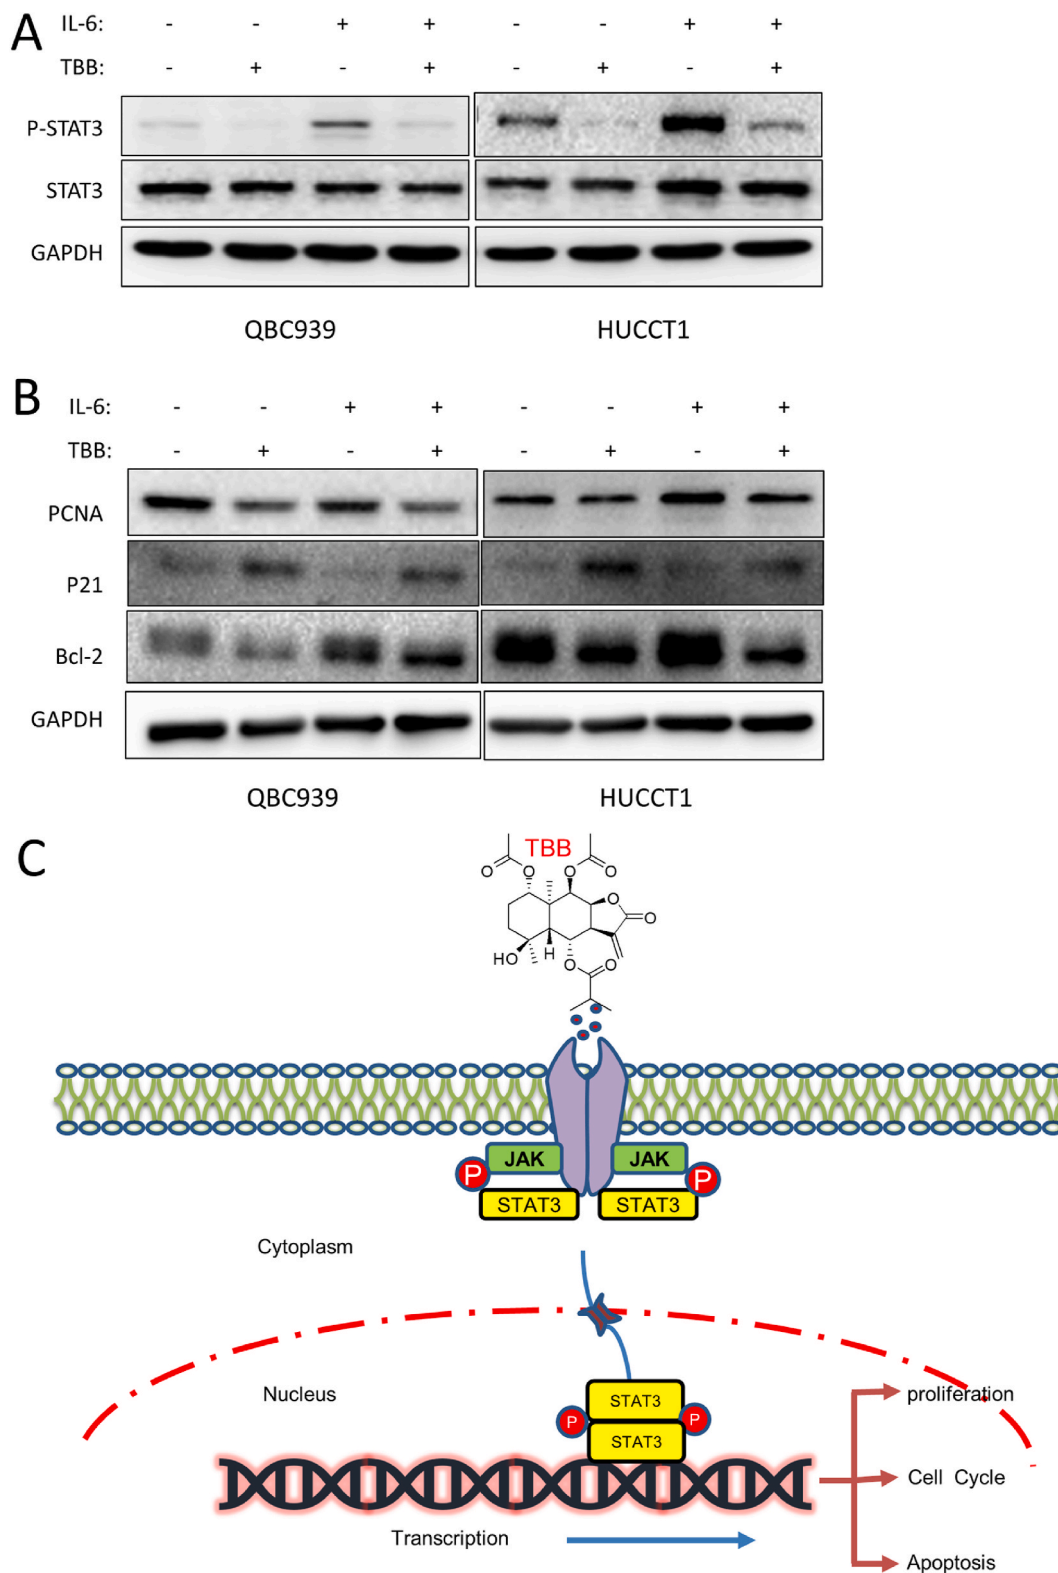 A
IL-6: - - + + - - + +
TBB: - + - + - + - +
P-STAT3
STAT3
GAPDH
QBC939 HUCCT1
B
IL-6: - - + + - - + +
TBB: - + - + - + - +
PCNA
P21
Bcl-2
GAPDH
QBC939 HUCCT1
C
TBB
O O O O
O O
HO H O O
JAK JAK
P P
STAT3 STAT3
Cytoplasm
Nucleus
STAT3
proliferation
P P
STAT3
Cell Cycle
Transcription
Apoptosis